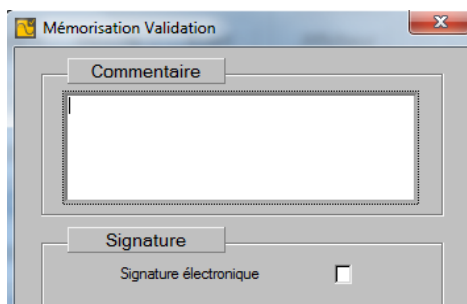 Mémorisation Validation
Commentaire
Signature
Signature électronique